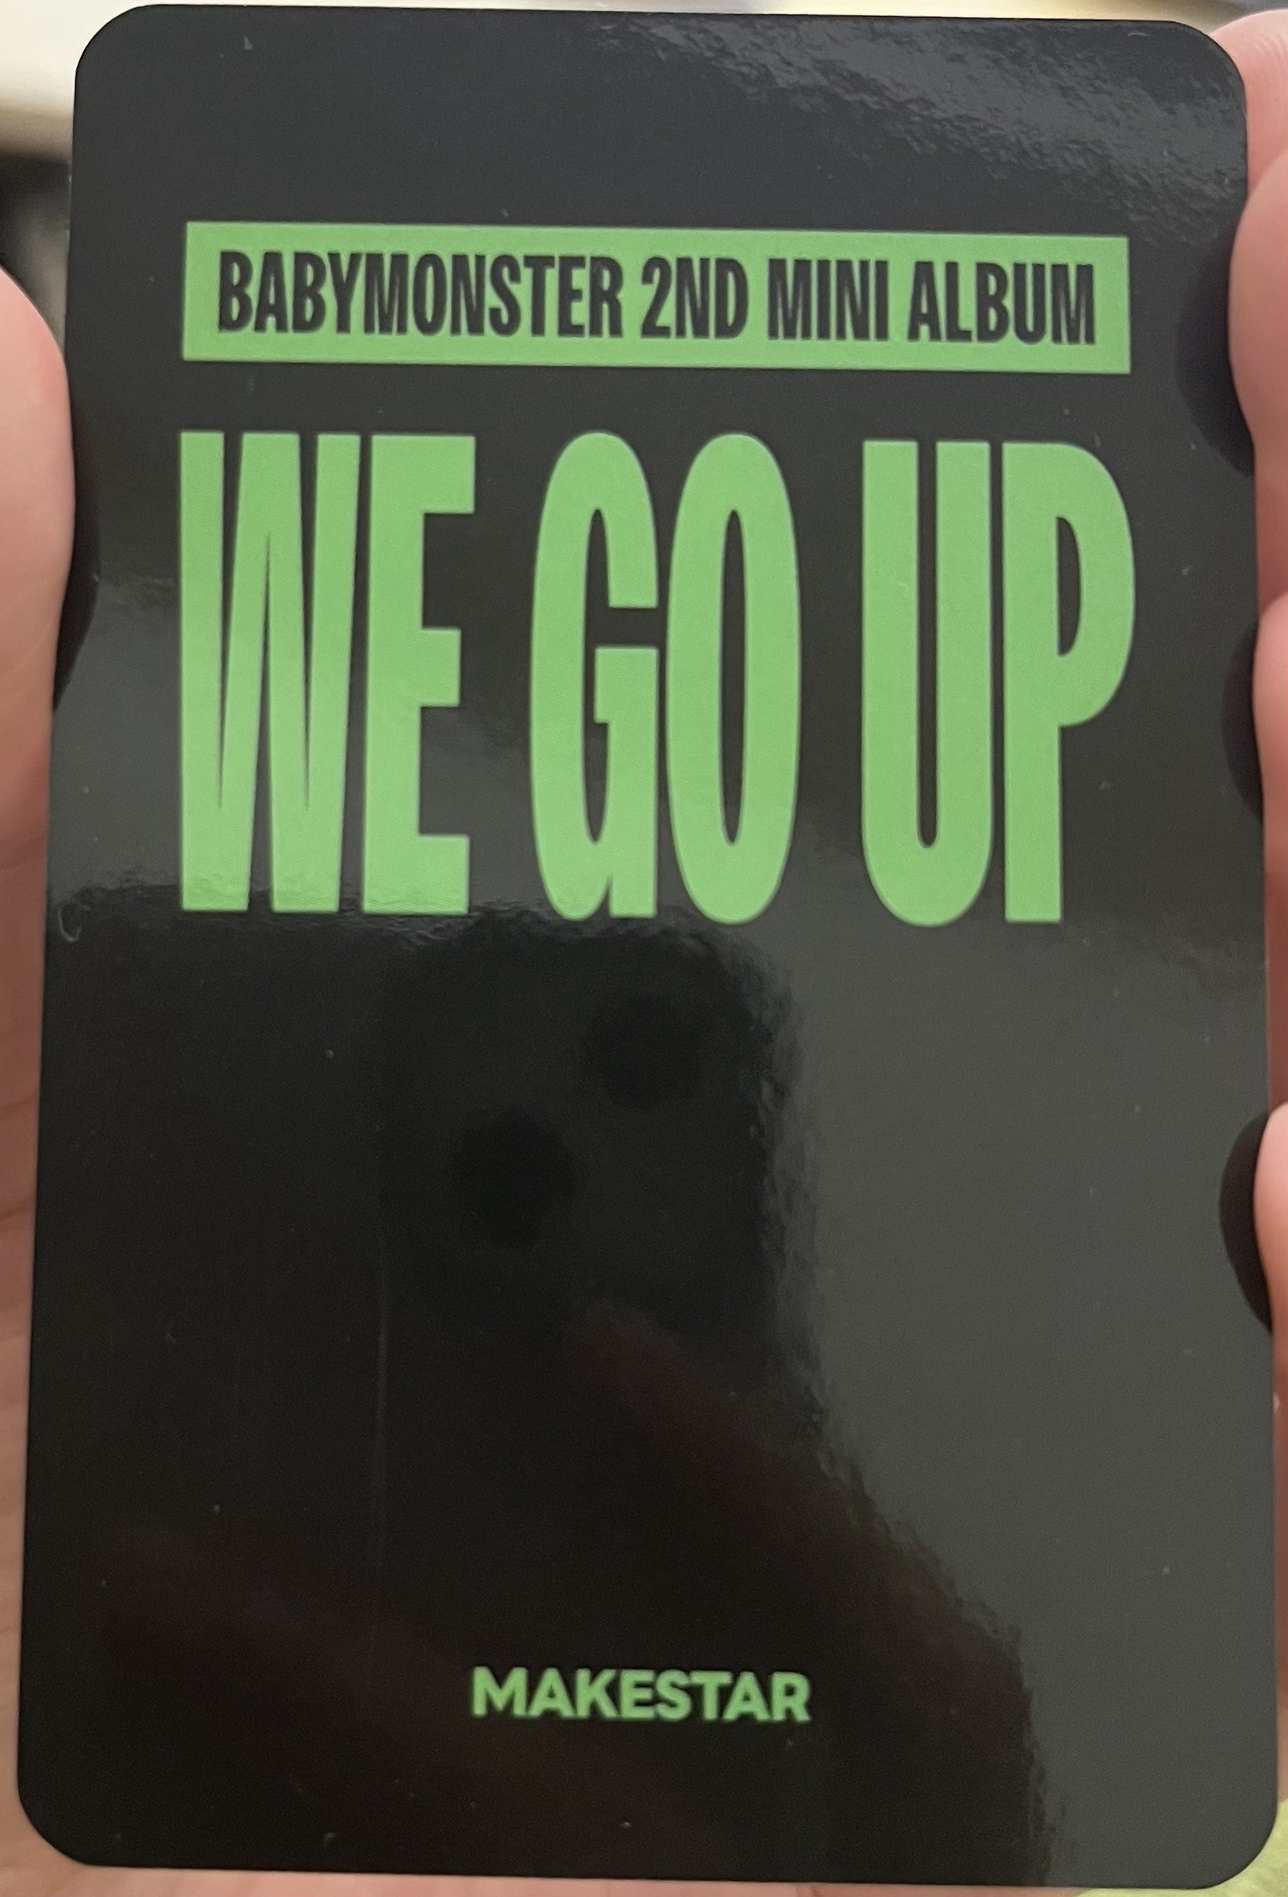 BABYMONSTER 2ND MINI ALBUM
WE GO UP
MAKESTAR